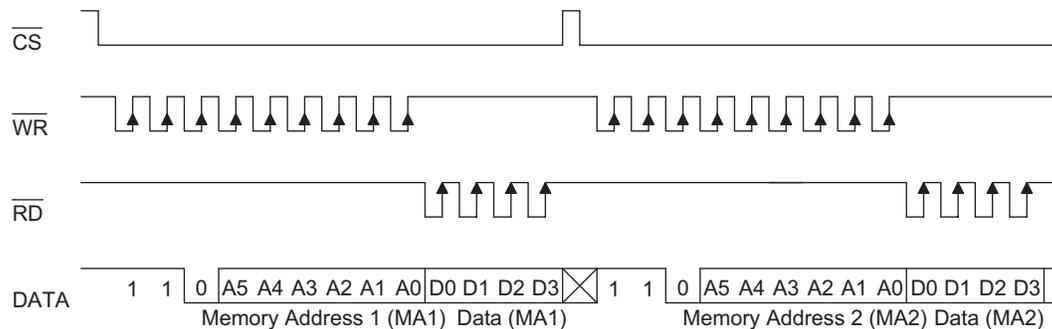 CS
WR
RD
DATA 1 1 0 A5 A4 A3 A2 A1 A0 D0 D1 D2 D3 1 1 0 A5 A4 A3 A2 A1 A0 D0 D1 D2 D3
Memory Address 1 (MA1) Data (MA1) Memory Address 2 (MA2) Data (MA2)